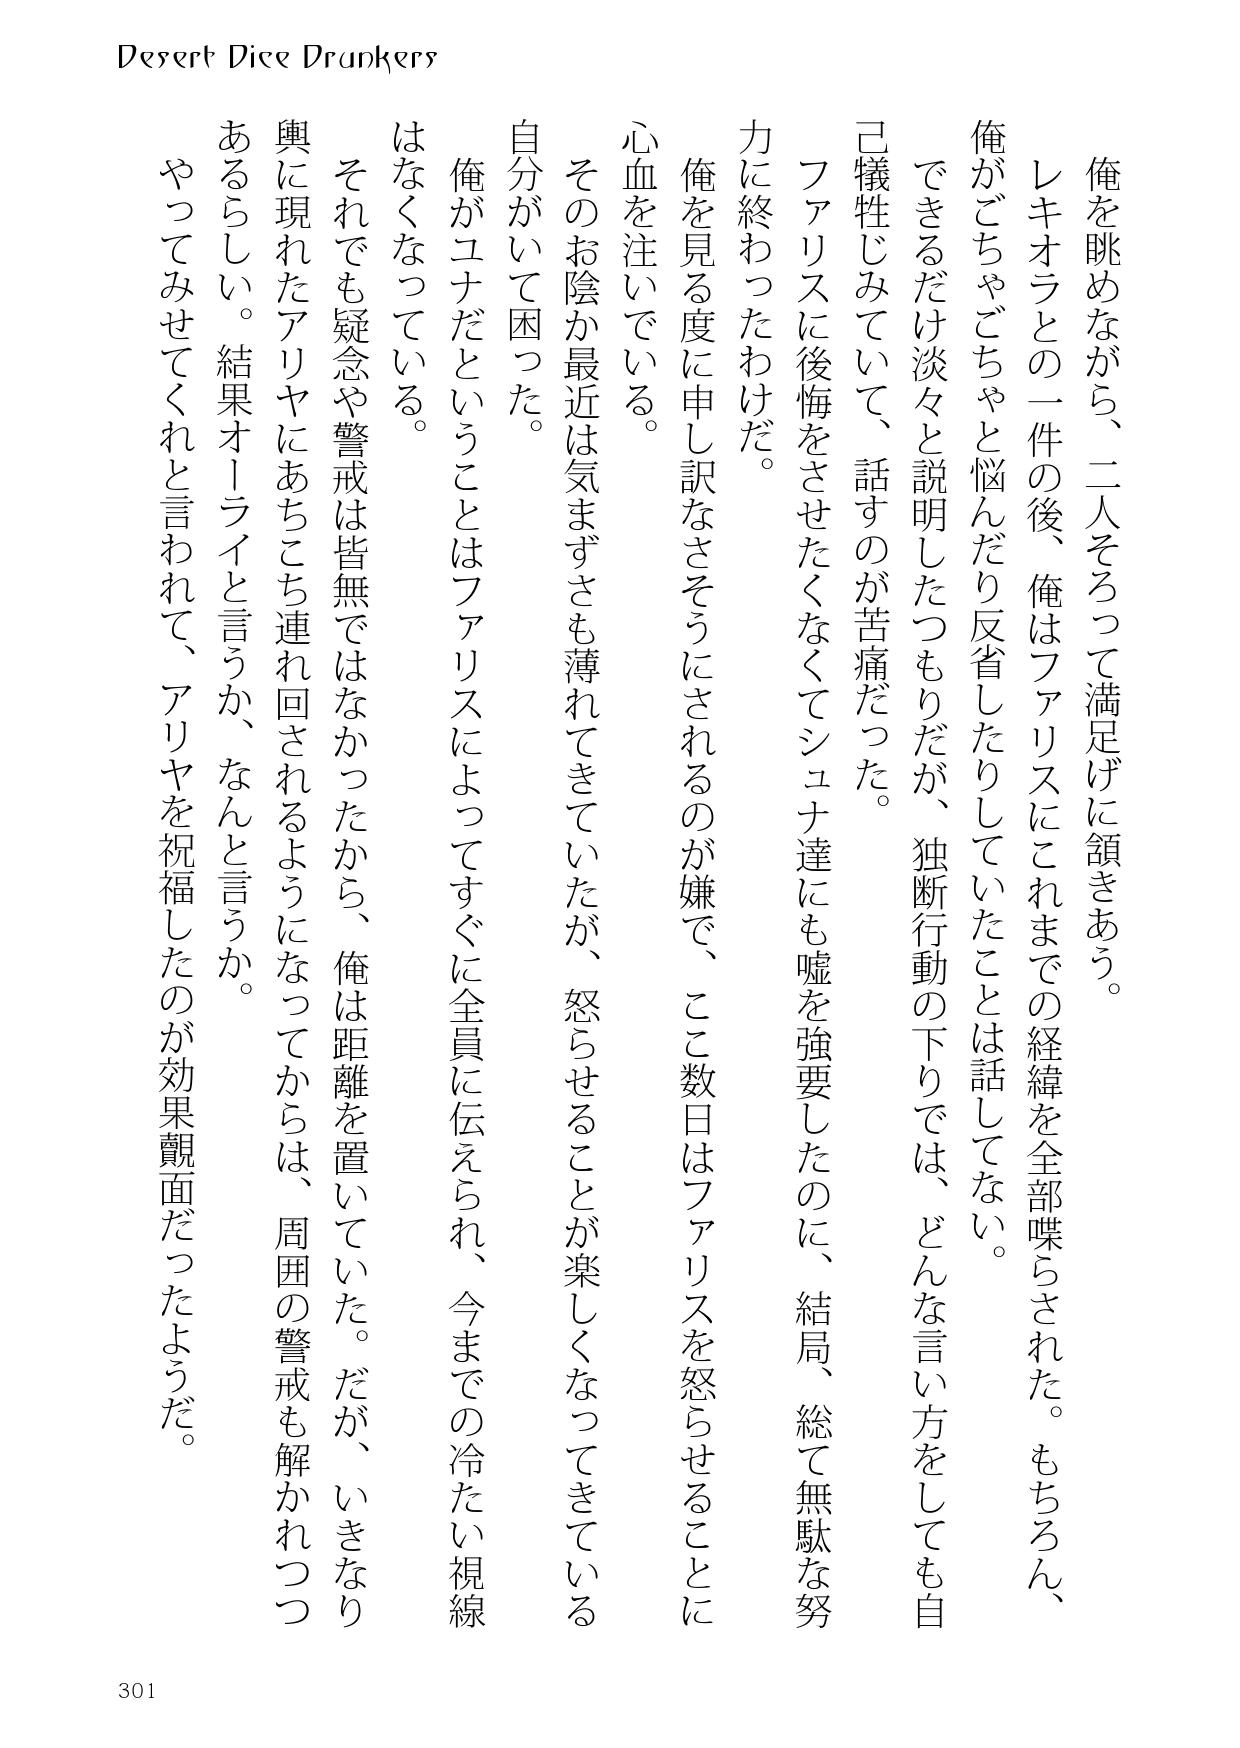 Desert Dice Drunkers
俺を眺めながら、二人そろって満足げに頷きあう。
レキオラとの一件の後、俺はファリスにこれまでの経緯を全部喋らされた。もちろん、
俺がごちゃごちゃと悩んだり反省したりしていたことは話してない。
できるだけ淡々と説明したつもりだが、独断行動の下りでは、どんな言い方をしても自
己犠牲じみていて、話すのが苦痛だった。
ファリスに後悔をさせたくなくてシュナ達にも嘘を強要したのに、結局、総て無駄な努
力に終わったわけだ。
俺を見る度に申し訳なさそうにされるのが嫌で、ここ数日はファリスを怒らせることに
心血を注いでいる。
そのお陰か最近は気まずさも薄れてきていたが、怒らせることが楽しくなってきている
自分がいて困った。
俺がユナだということはファリスによってすぐに全員に伝えられ、今までの冷たい視線
はなくなっている。
それでも疑念や警戒は皆無ではなかったから、俺は距離を置いていた。だが、いきなり
輿に現れたアリヤにあちこち連れ回されるようになってからは、周囲の警戒も解かれつつ
あるらしい。結果オーライと言うか、なんと言うか。
やってみせてくれと言われて、アリヤを祝福したのが効果覿面だったようだ。
301